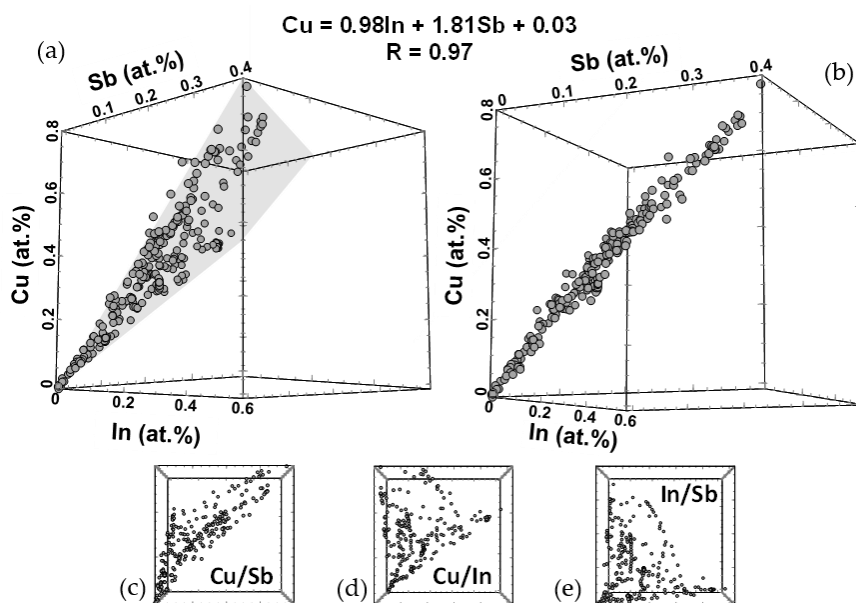 Cu = 0.98In + 1.81Sb + 0.03
R = 0.97
(a)
Sb (at.%)
0.1
0.2
0.3
0.4
0.8
0.6
0.4
0.2
0
Cu (at.%)
0
0.2
0.4
0.6
In (at.%)
(b)
Sb (at.%)
0
0.1
0.2
0.3
0.4
0.8
0.6
0.4
0.2
0
Cu (at.%)
0
0.2
0.4
0.6
In (at.%)
(c)
Cu/Sb
(d)
Cu/In
(e)
In/Sb